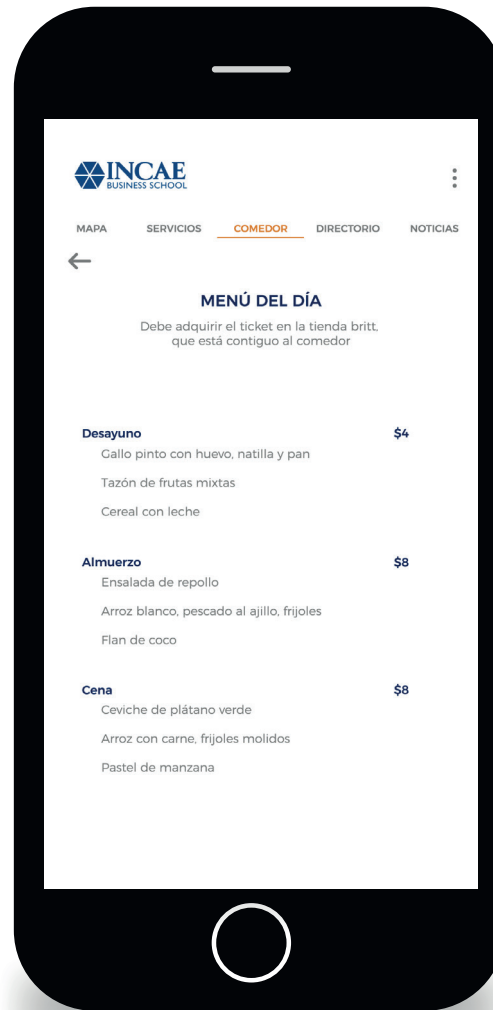 INCAE
BUSINESS SCHOOL
MAPA SERVICIOS COMEDOR DIRECTORIO NOTICIAS
MENÚ DEL DÍA
Debe adquirir el ticket en la tienda britt,
que está contiguo al comedor
Desayuno $4
Gallo pinto con huevo, natilla y pan
Tazón de frutas mixtas
Cereal con leche
Almuerzo $8
Ensalada de repollo
Arroz blanco, pescado al ajillo, frijoles
Flan de coco
Cena $8
Ceviche de plátano verde
Arroz con carne, frijoles molidos
Pastel de manzana